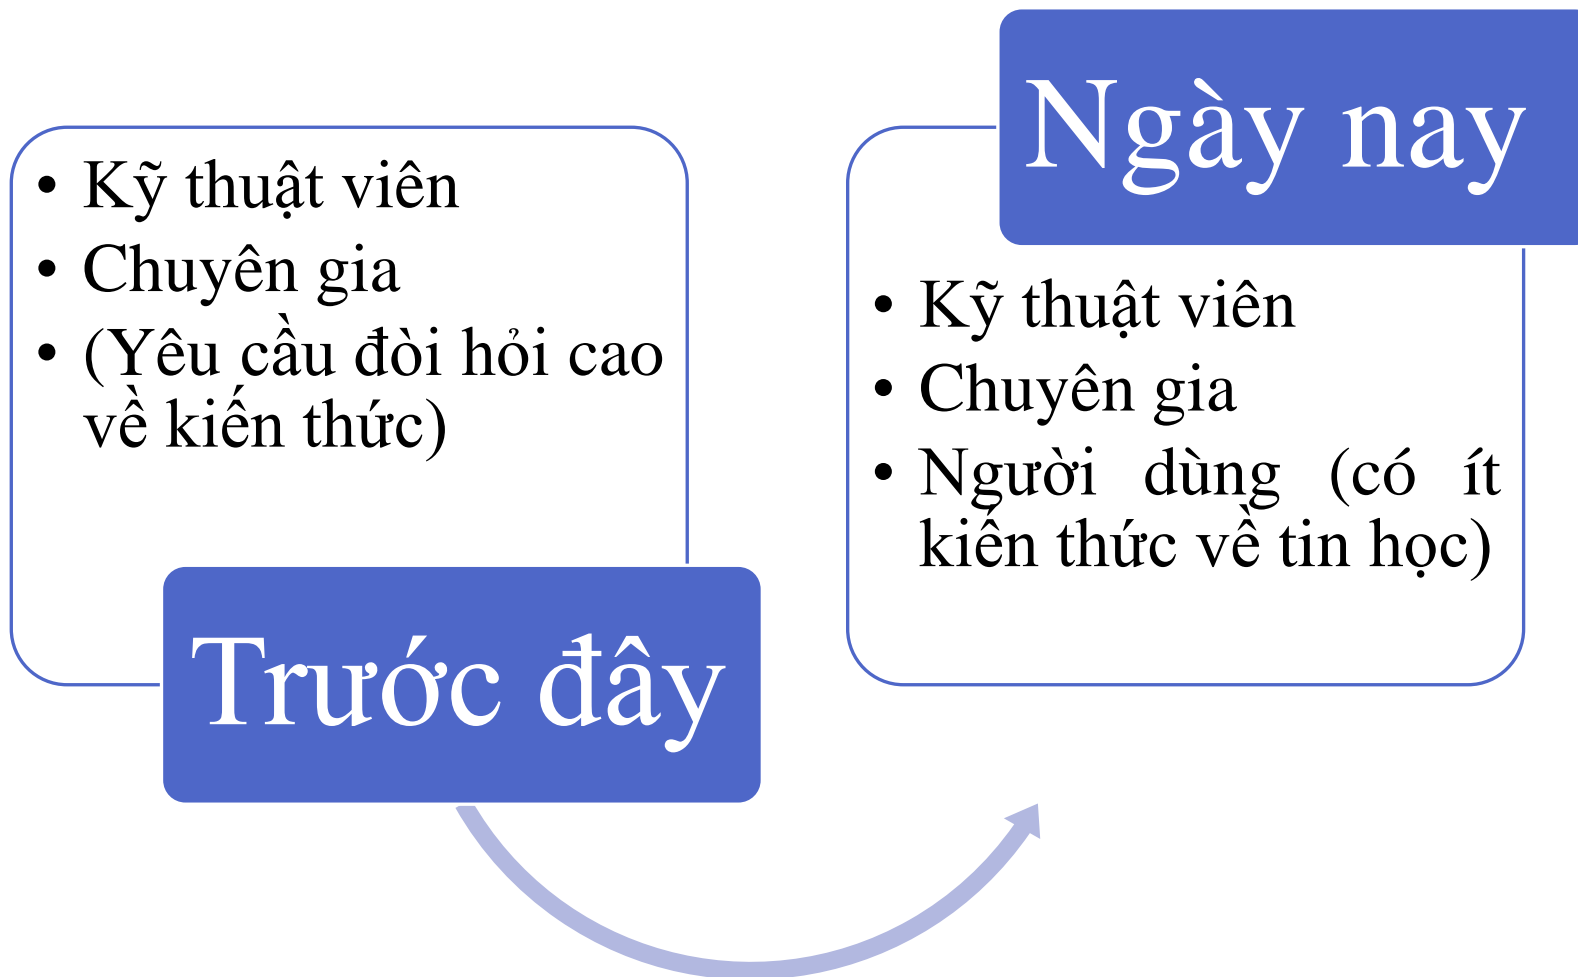 • Kỹ thuật viên
• Chuyên gia
• (Yêu cầu đòi hỏi cao
về kiến thức)
Trước đây
Ngày nay
• Kỹ thuật viên
• Chuyên gia
• Người dùng (có ít
kiến thức về tin học)